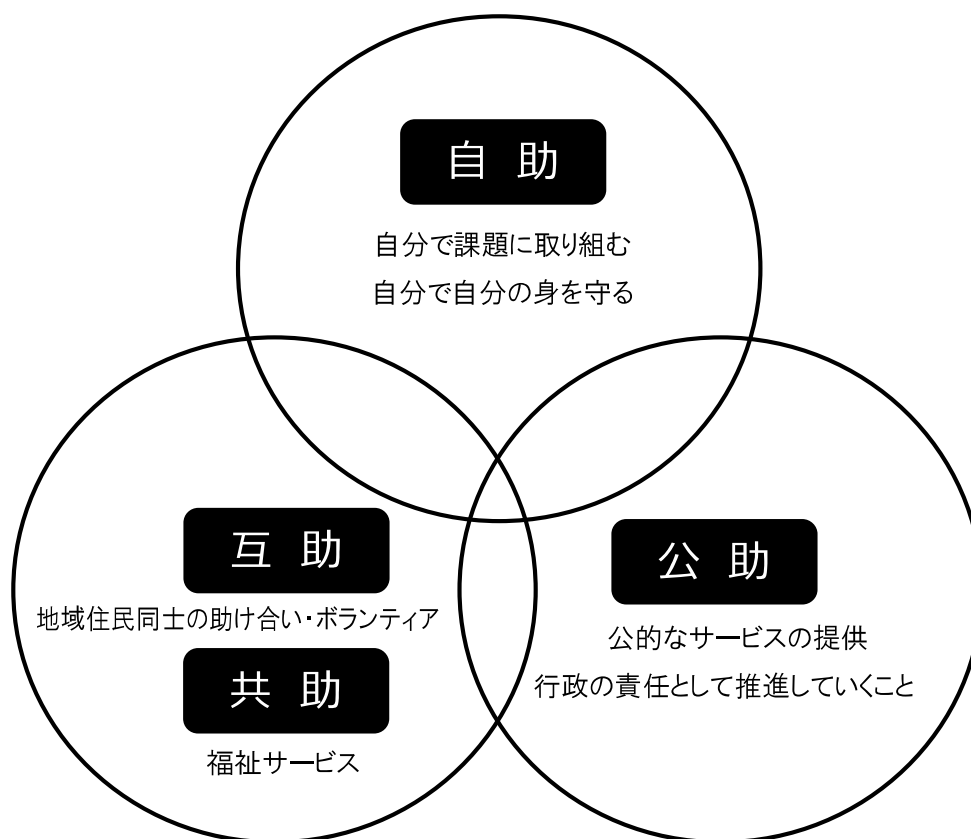 自助
自分で課題に取り組む
自分で自分の身を守る
互助
地域住民同士の助け合い・ボランティア
共助
福祉サービス
公助
公的なサービスの提供
行政の責任として推進していくこと